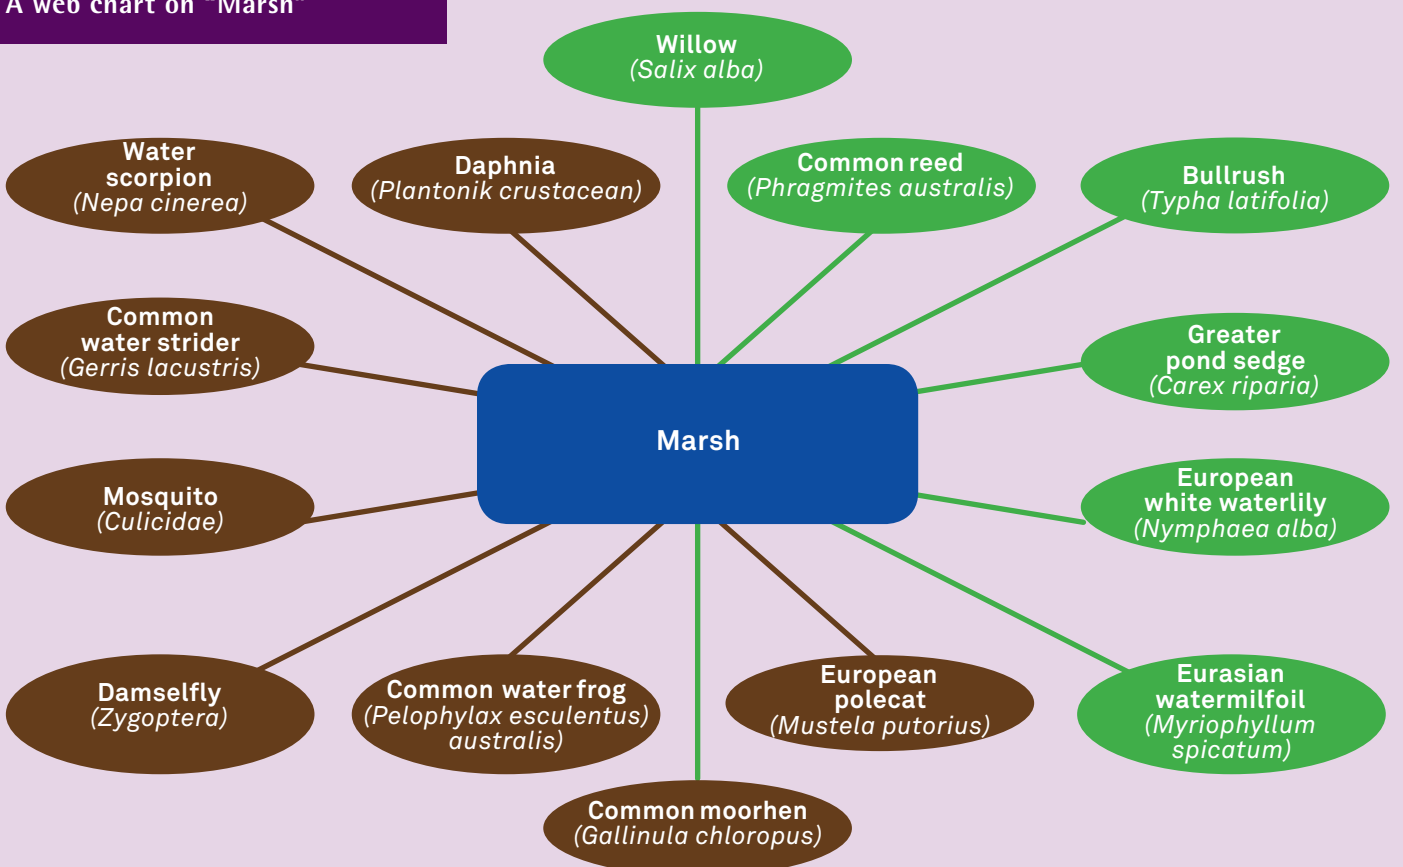 A web chart on "Marsh"
Willow
(Salix alba)
Water
scorpion
(Nepa cinerea)
Daphnia
(Plantonik crustacean)
Common reed
(Phragmites australis)
Bullrush
(Typha latifolia)
Common
water strider
(Gerris lacustris)
Greater
pond sedge
(Carex riparia)
Marsh
Mosquito
(Culicidae)
European
white waterlily
(Nymphaea alba)
Damselfly
(Zygoptera)
Common water frog
(Pelophylax esculentus)
australis)
European
polecat
(Mustela putorius)
Eurasian
watermilfoil
(Myriophyllum
spicatum)
Common moorhen
(Gallinula chloropus)